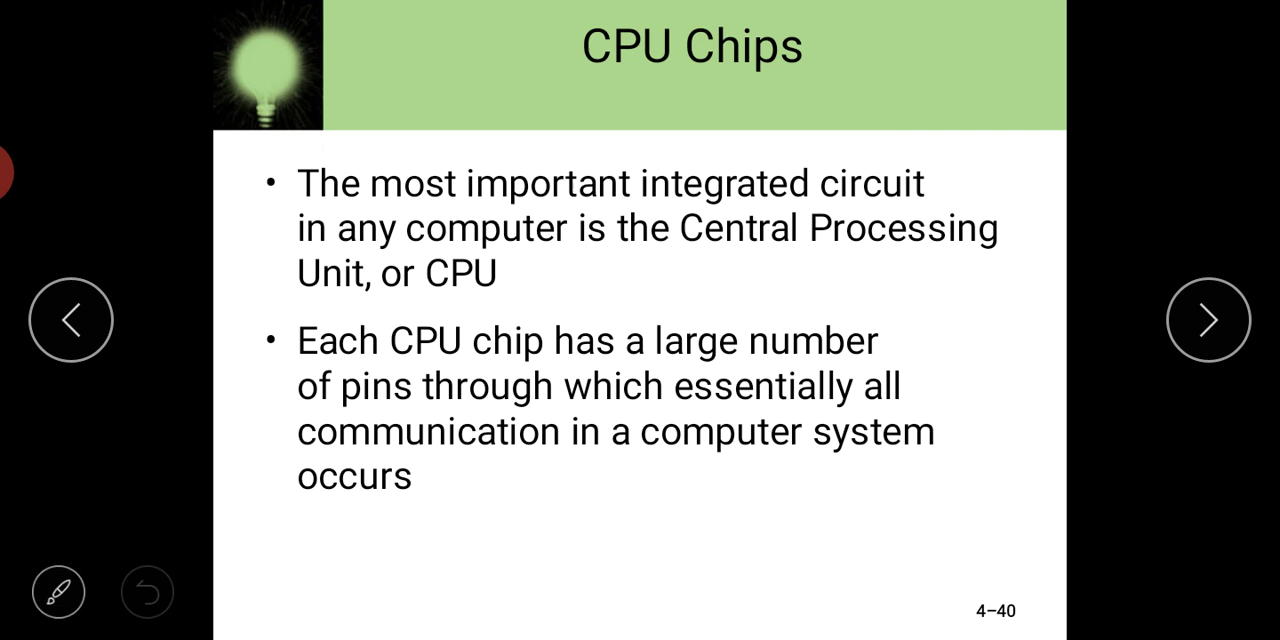 CPU Chips
• The most important integrated circuit
in any computer is the Central Processing
Unit, or CPU
• Each CPU chip has a large number
of pins through which essentially all
communication in a computer system
occurs
4–40